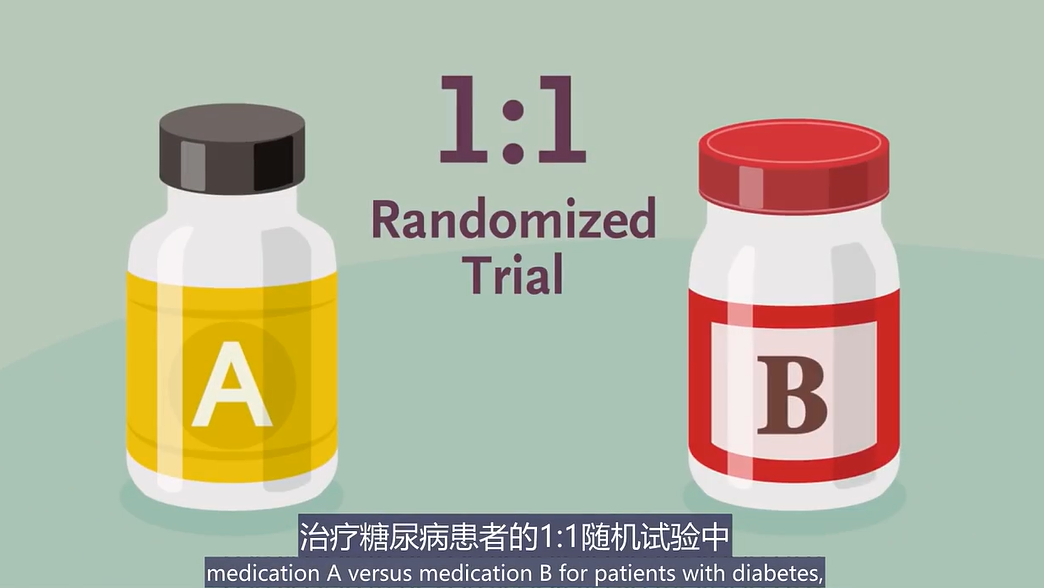 1:1
Randomized
Trial
A
B
治疗糖尿病患者的1:1随机试验中
medication A versus medication B for patients with diabetes,